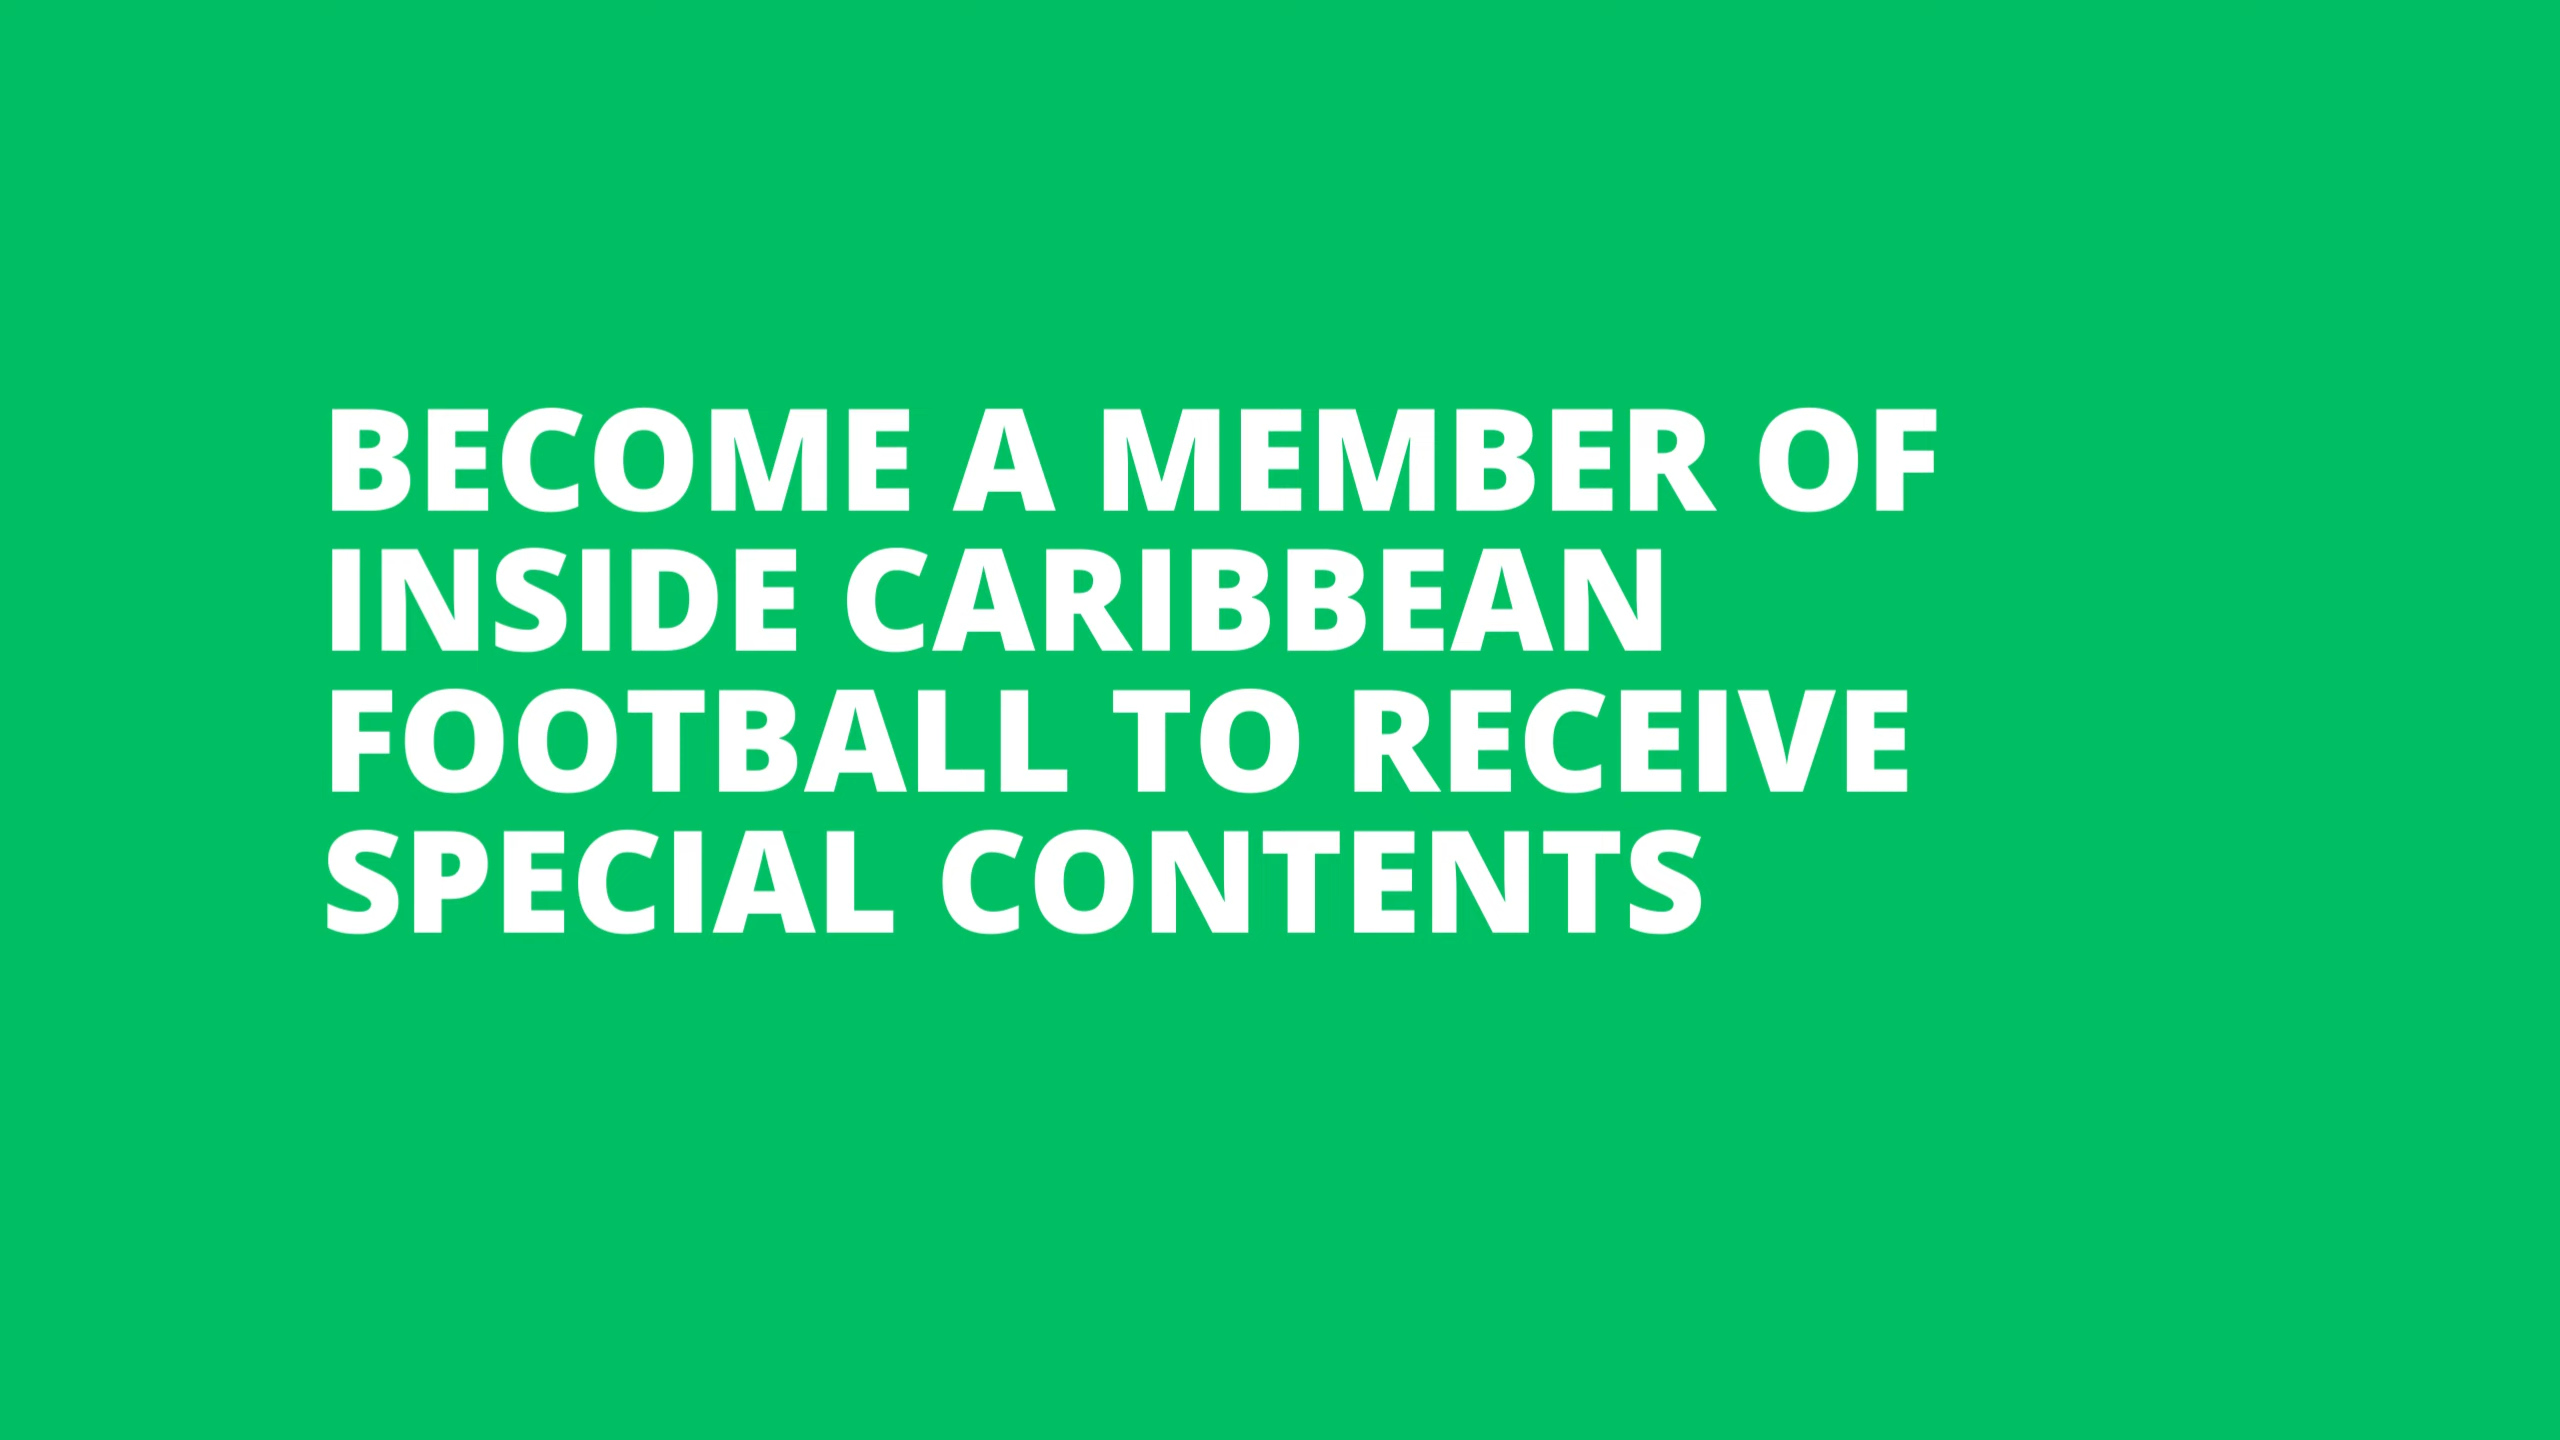 BECOME A MEMBER OF
INSIDE CARIBBEAN
FOOTBALL TO RECEIVE
SPECIAL CONTENTS